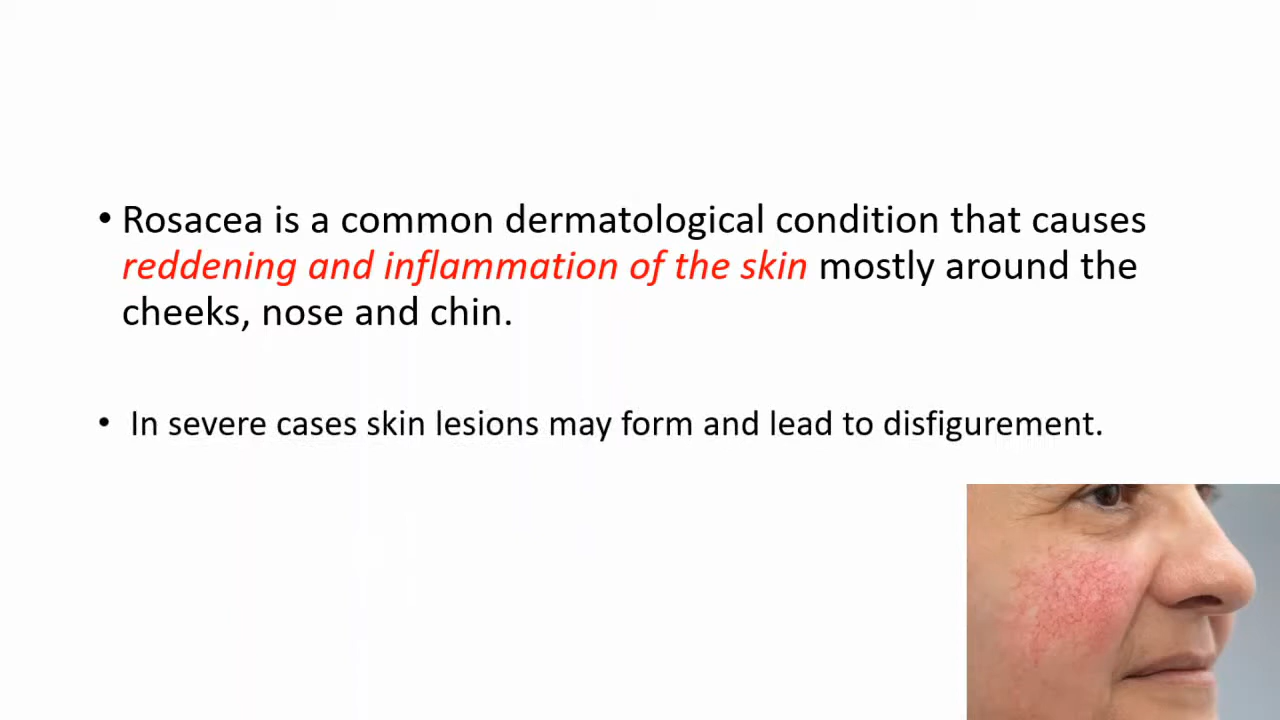 • Rosacea is a common dermatological condition that causes
reddening and inflammation of the skin mostly around the
cheeks, nose and chin.
• In severe cases skin lesions may form and lead to disfigurement.